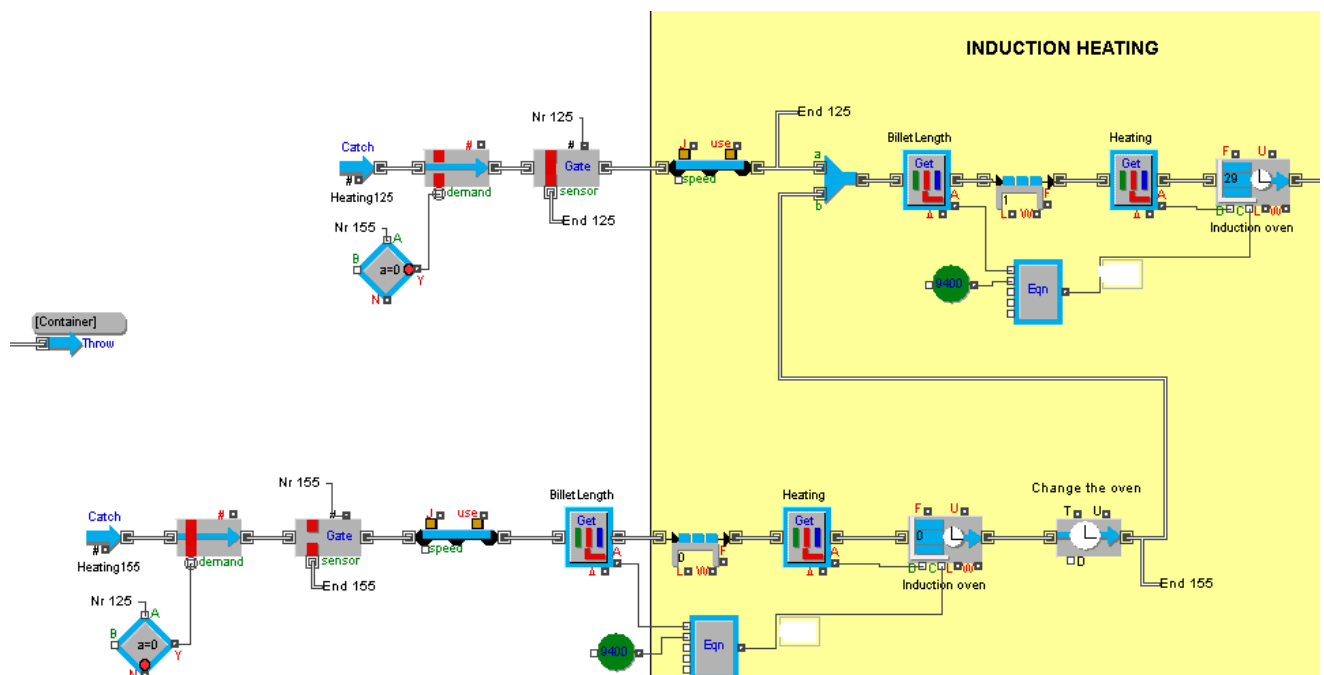 INDUCTION HEATING
End 125
Nr 125
Catch
#
Heating125
#
demand
#
Gate
sensor
End 125
J use
speed
a
b
BilletLength
Get
A
Δ
1
F
L W
Heating
Get
A
Δ
F U
29
D C L W
Induction oven
Nr 155
A
B
a=0
Y
N
9400
Eqn
[Container]
Throw
Nr 155
Catch
#
Heating155
#
demand
#
Gate
sensor
End 155
J use
speed
BilletLength
Get
A
Δ
0
F
L W
Heating
Get
A
Δ
F U
0
D C L W
Induction oven
Change the oven
T U
D
End 155
Nr 125
A
B
a=0
Y
N
9400
Eqn